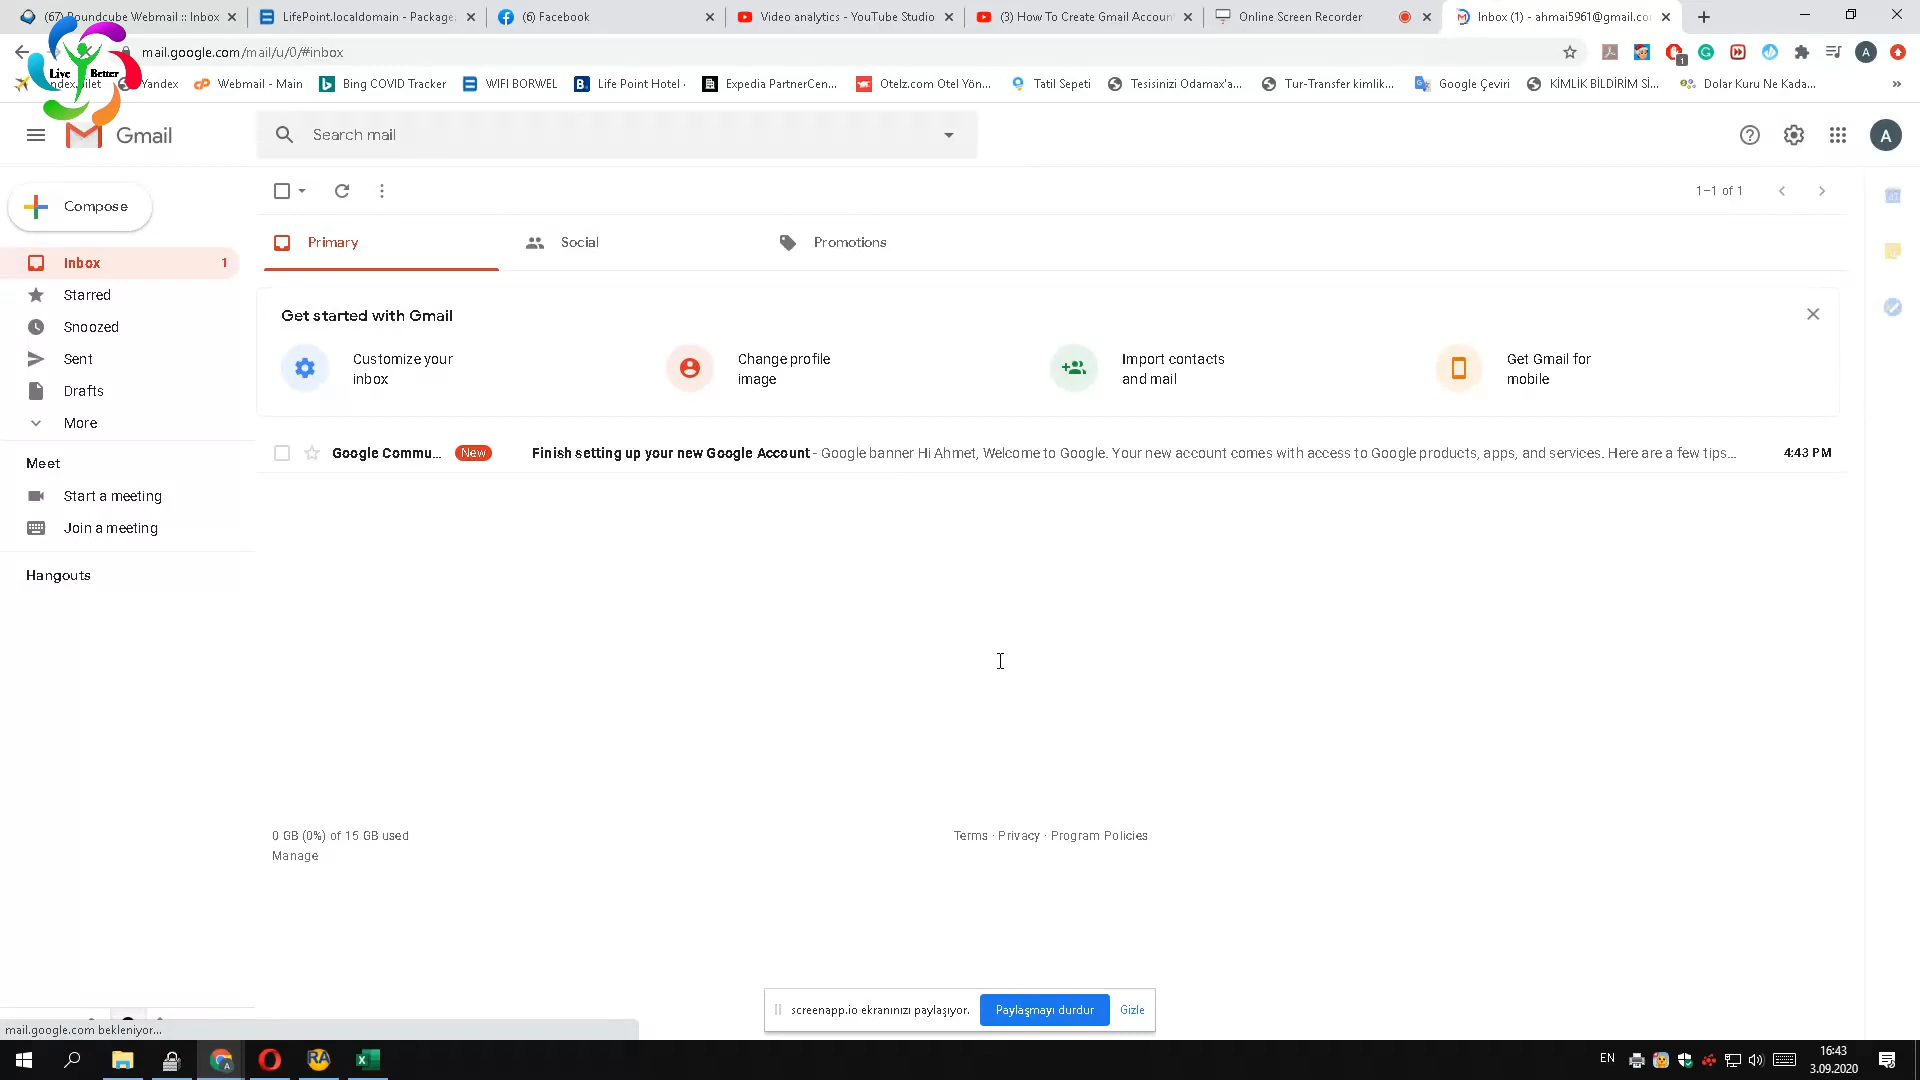 (67) Roundcube Webmail :: Inbox
LifePoint.localdomain - Package
(6) Facebook
Video analytics - YouTube Studio
(3) How To Create Gmail Accoun
Online Screen Recorder
Inbox (1) - ahmai5961@gmail.co
mail.google.com/mail/u/0/#inbox
Live Better
Yandex
Webmail - Main
Bing COVID Tracker
WIFI BORWEL
Life Point Hotel ·
Expedia PartnerCen...
Otelz.com Otel Yön...
Tatil Sepeti
Tesisinizi Odamax'a...
Tur-Transfer kimlik...
Google Çeviri
KİMLİK BİLDİRİM Sİ...
Dolar Kuru Ne Kada...
»
Gmail
Search mail
A
Compose
1–1 of 1
Primary
Social
Promotions
Inbox 1
Starred
Snoozed
Sent
Drafts
More
Meet
Start a meeting
Join a meeting
Hangouts
Get started with Gmail
Customize your
inbox
Change profile
image
Import contacts
and mail
Get Gmail for
mobile
Google Commu... New Finish setting up your new Google Account - Google banner Hi Ahmet, Welcome to Google. Your new account comes with access to Google products, apps, and services. Here are a few tips... 4:43 PM
0 GB (0%) of 15 GB used
Manage
Terms · Privacy · Program Policies
screenapp.io ekranınızı paylaşıyor. Paylaşmayı durdur Gizle
mail.google.com bekleniyor...
EN
16:43
3.09.2020